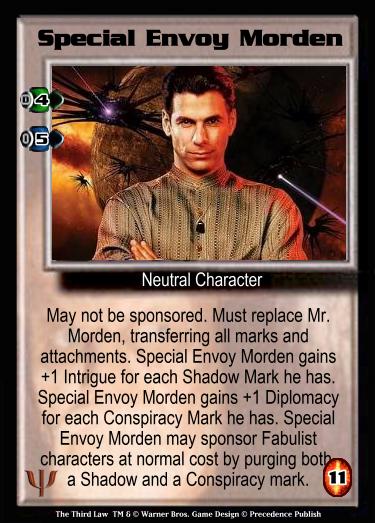 Special Envoy Morden
4
5
Neutral Character
May not be sponsored. Must replace Mr.
Morden, transferring all marks and
attachments. Special Envoy Morden gains
+1 Intrigue for each Shadow Mark he has.
Special Envoy Morden gains +1 Diplomacy
for each Conspiracy Mark he has. Special
Envoy Morden may sponsor Fabulist
characters at normal cost by purging both
a Shadow and a Conspiracy mark.
11
The Third Law TM & © Warner Bros. Game Design © Precedence Publish